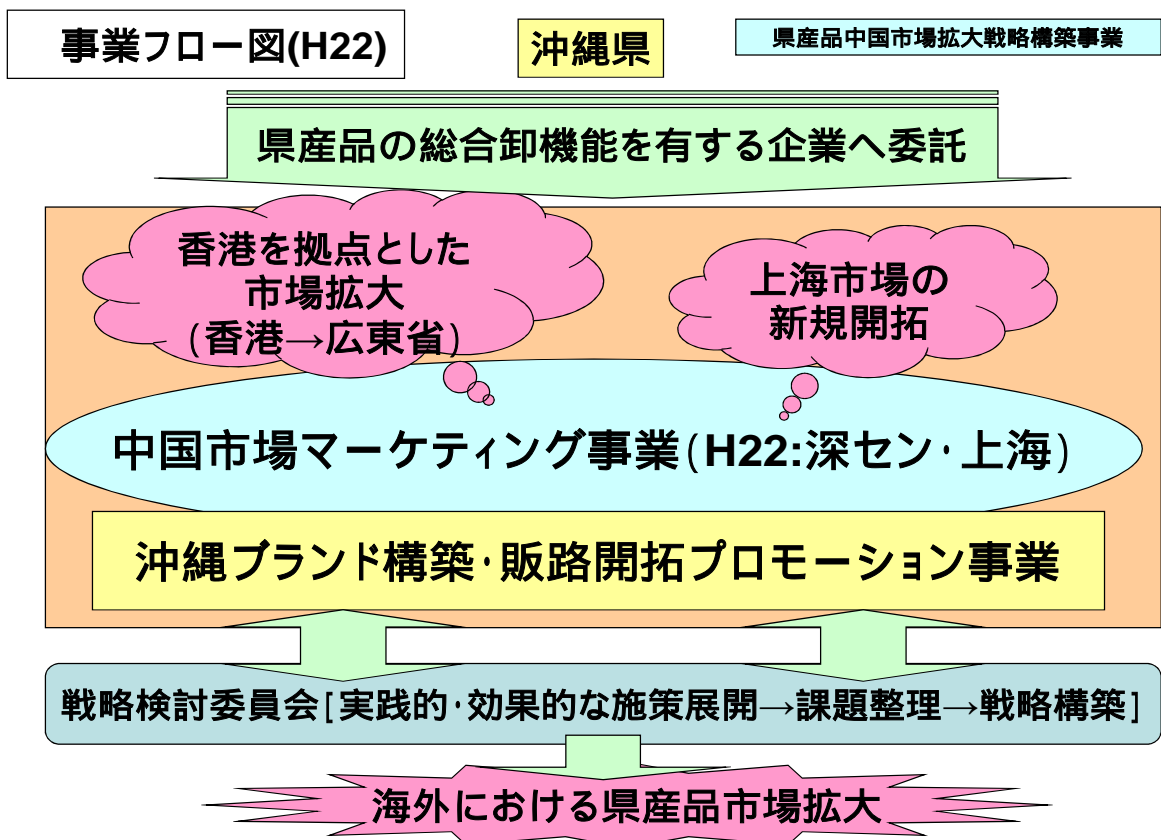 事業フロー図(H22)
沖縄県
県産品中国市場拡大戦略構築事業
県産品の総合卸機能を有する企業へ委託
香港を拠点とした
市場拡大
(香港→広東省)
上海市場の
新規開拓
中国市場マーケティング事業(H22:深セン・上海)
沖縄ブランド構築・販路開拓プロモーション事業
戦略検討委員会[実践的・効果的な施策展開→課題整理→戦略構築]
海外における県産品市場拡大